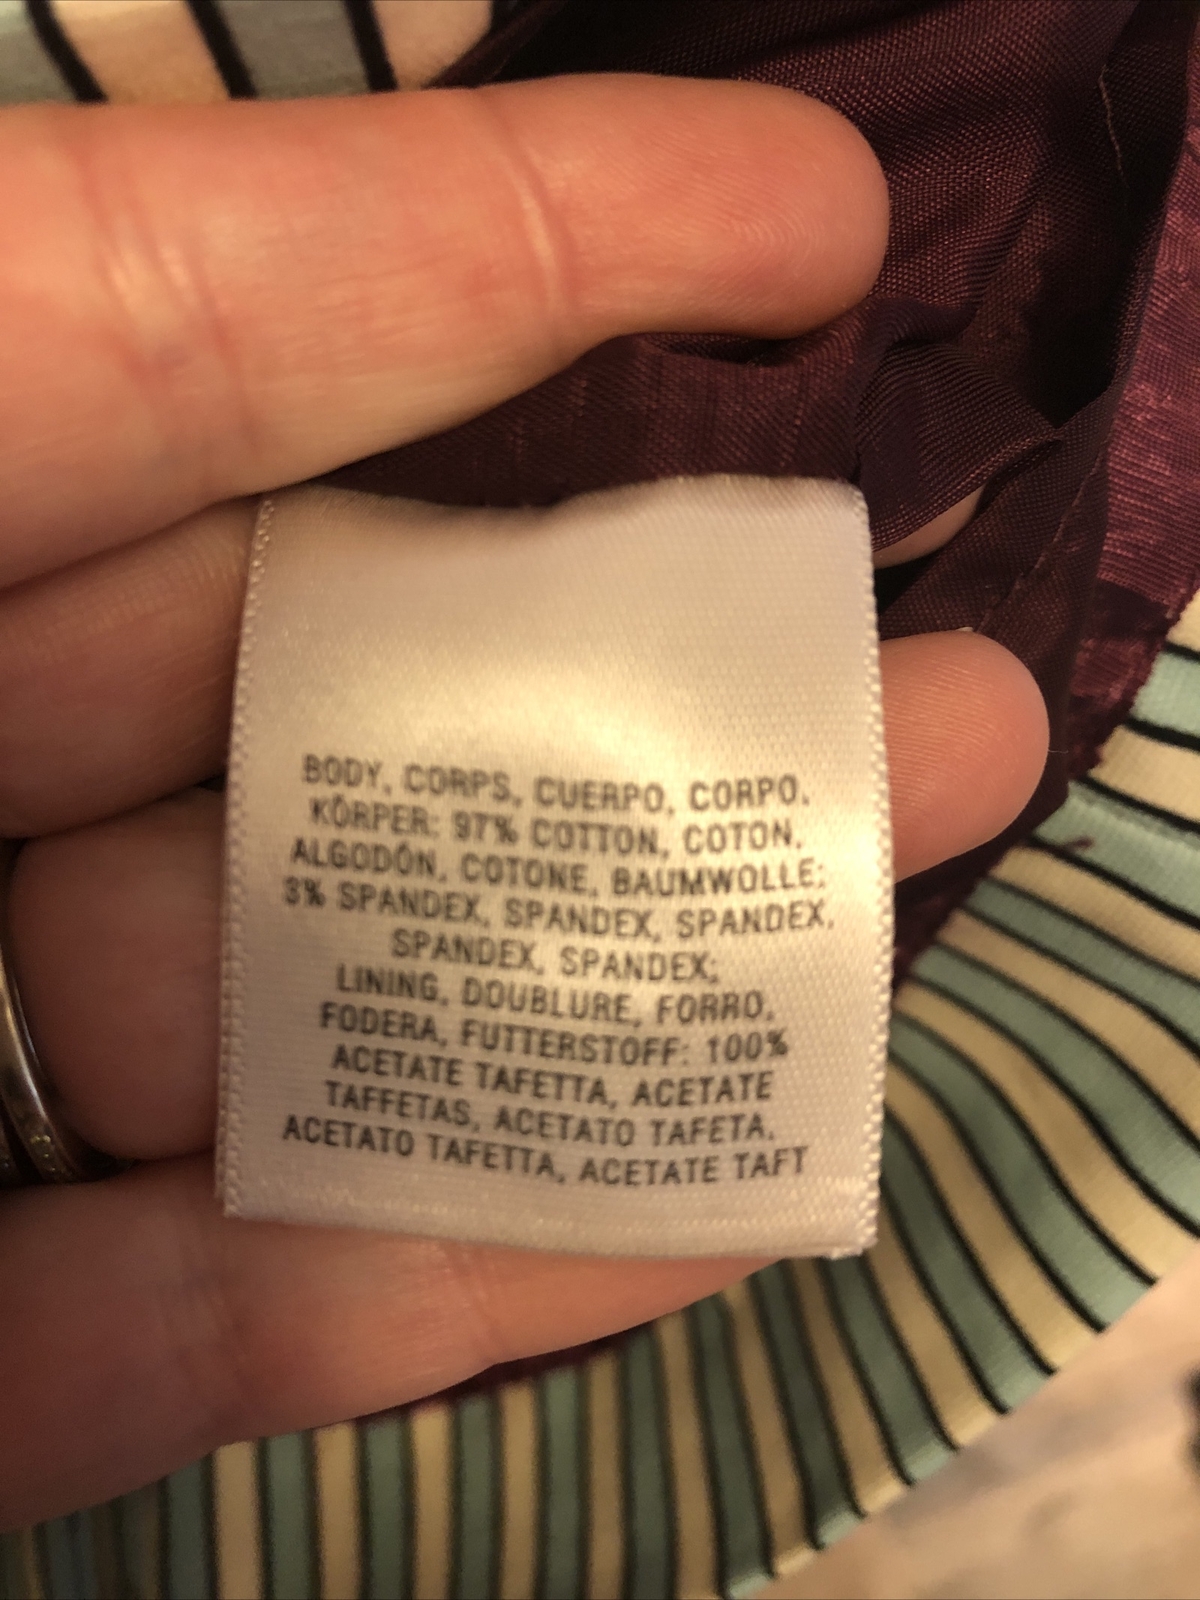 BODY, CORPS, CUERPO, CORPO,
KÖRPER: 97% COTTON, COTON,
ALGODÓN, COTONE, BAUMWOLLE;
3% SPANDEX, SPANDEX, SPANDEX,
SPANDEX, SPANDEX;
LINING, DOUBLURE, FORRO,
FODERA, FUTTERSTOFF: 100%
ACETATE TAFETTA, ACETATE
TAFFETAS, ACETATO TAFETA,
ACETATO TAFETTA, ACETATE TAFT